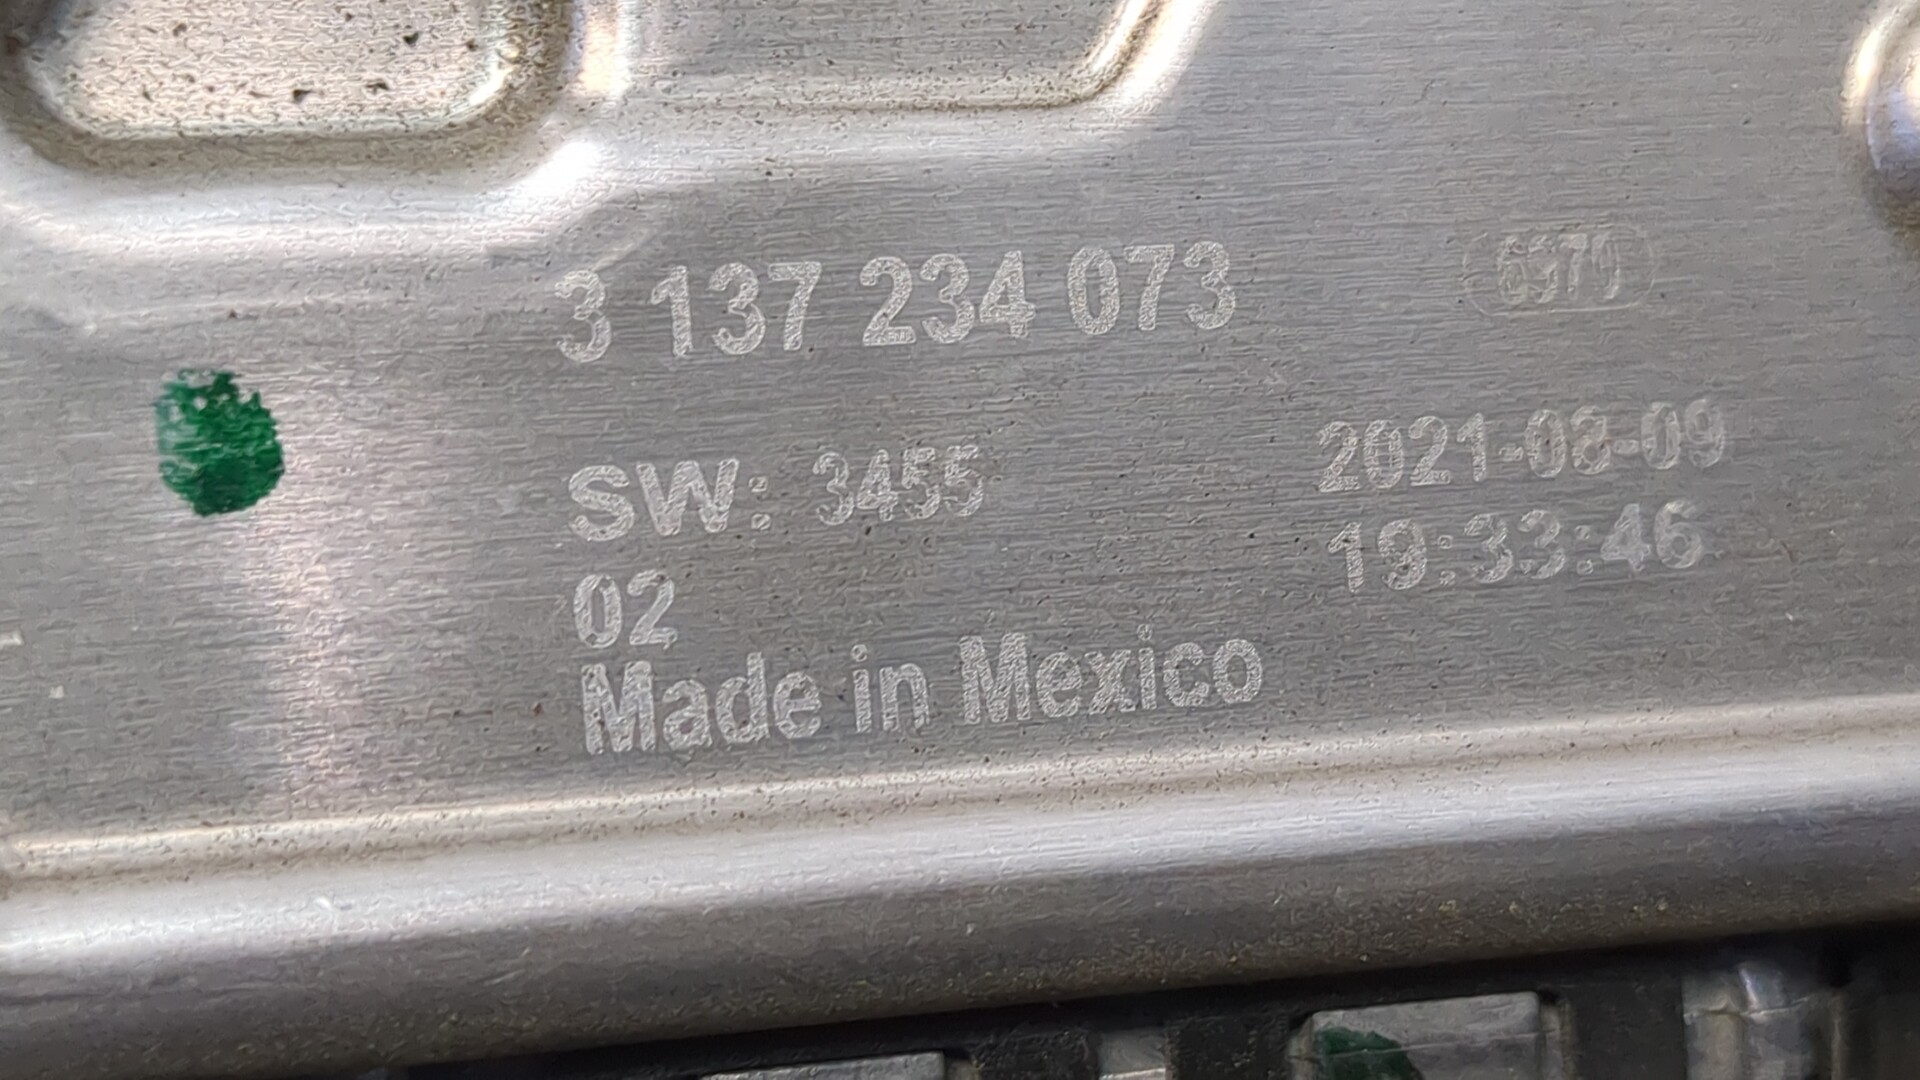 3 137 234 073
SW: 3455
2021-08-09
19:33:46
02
Made in Mexico